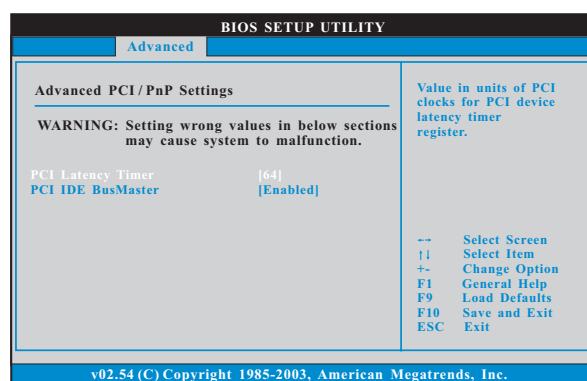 BIOS SETUP UTILITY
Advanced
Advanced PCI / PnP Settings
WARNING: Setting wrong values in below sections
may cause system to malfunction.
PCI Latency Timer [64]
PCI IDE BusMaster [Enabled]
Value in units of PCI
clocks for PCI device
latency timer
register.
←→ Select Screen
↑↓ Select Item
+- Change Option
F1 General Help
F9 Load Defaults
F10 Save and Exit
ESC Exit
v02.54 (C) Copyright 1985-2003, American Megatrends, Inc.